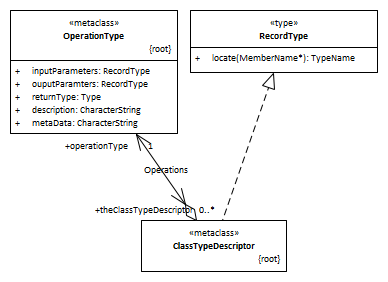 «metaclass»
OperationType
{root}
+ inputParameters: RecordType
+ ouputParamters: RecordType
+ returnType: Type
+ description: CharacterString
+ metaData: CharacterString
«type»
RecordType
+ locate(MemberName*): TypeName
+operationType 1
Operations
+theClassTypeDescriptor 0..*
«metaclass»
ClassTypeDescriptor
{root}